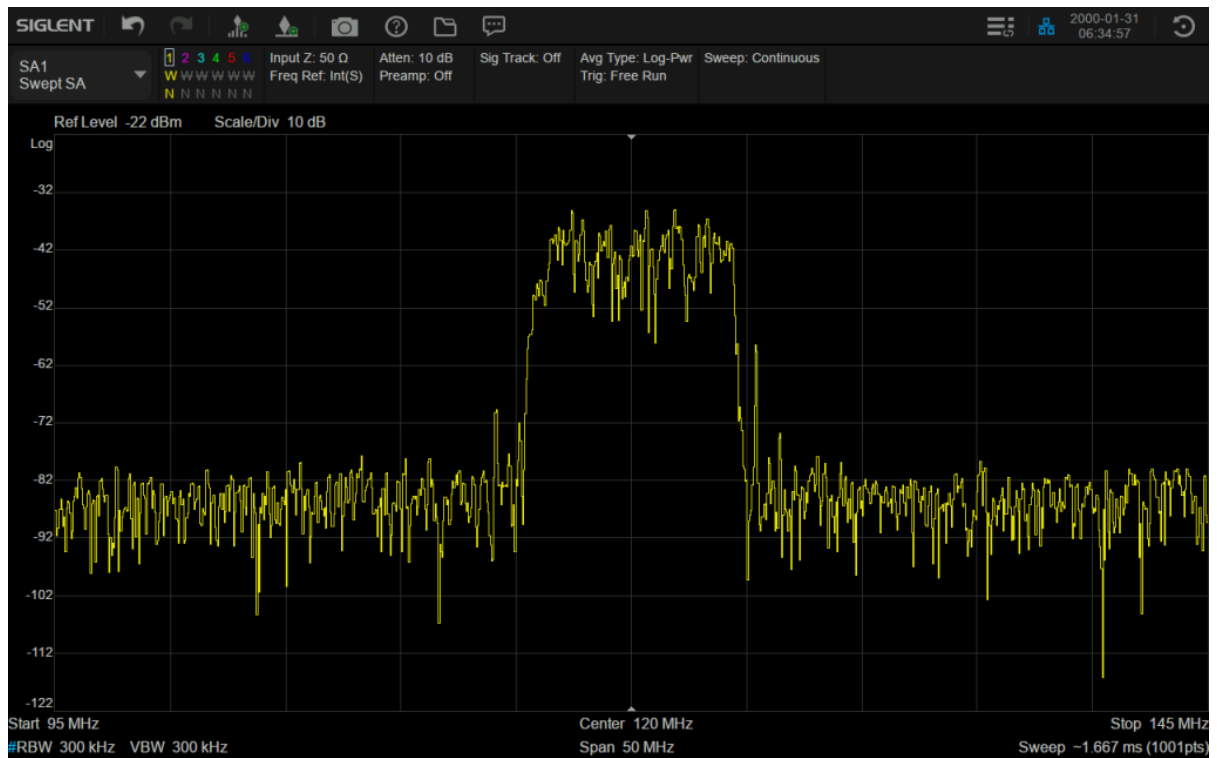 SIGLENT
2000-01-31
06:34:57
SA1
Swept SA
1 2 3 4 5 6
W W W W W W
N N N N N N
Input Z: 50 Ω
Freq Ref: Int(S)
Atten: 10 dB
Preamp: Off
Sig Track: Off
Avg Type: Log-Pwr
Trig: Free Run
Sweep: Continuous
Ref Level -22 dBm Scale/Div 10 dB
Log
-32
-42
-52
-62
-72
-82
-92
-102
-112
-122
Start 95 MHz Center 120 MHz Stop 145 MHz
#RBW 300 kHz VBW 300 kHz Span 50 MHz Sweep ~1.667 ms (1001pts)